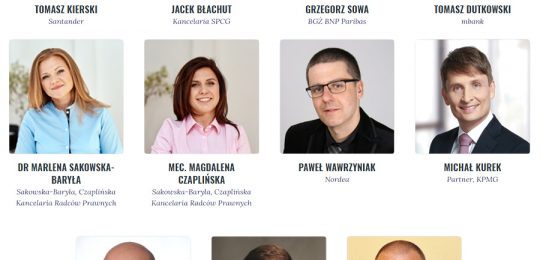 TOMASZ KIERSKI
Santander
JACEK BŁACHUT
Kancelaria SPCG
GRZEGORZ SOWA
BGŻ BNP Paribas
TOMASZ DUTKOWSKI
mbank
DR MARLENA SAKOWSKA-
BARYŁA
Sakowska-Baryła, Czaplińska
Kancelaria Radców Prawnych
MEC. MAGDALENA
CZAPLIŃSKA
Sakowska-Baryła, Czaplińska
Kancelaria Radców Prawnych
PAWEŁ WAWRZYNIAK
Nordea
MICHAŁ KUREK
Partner, KPMG